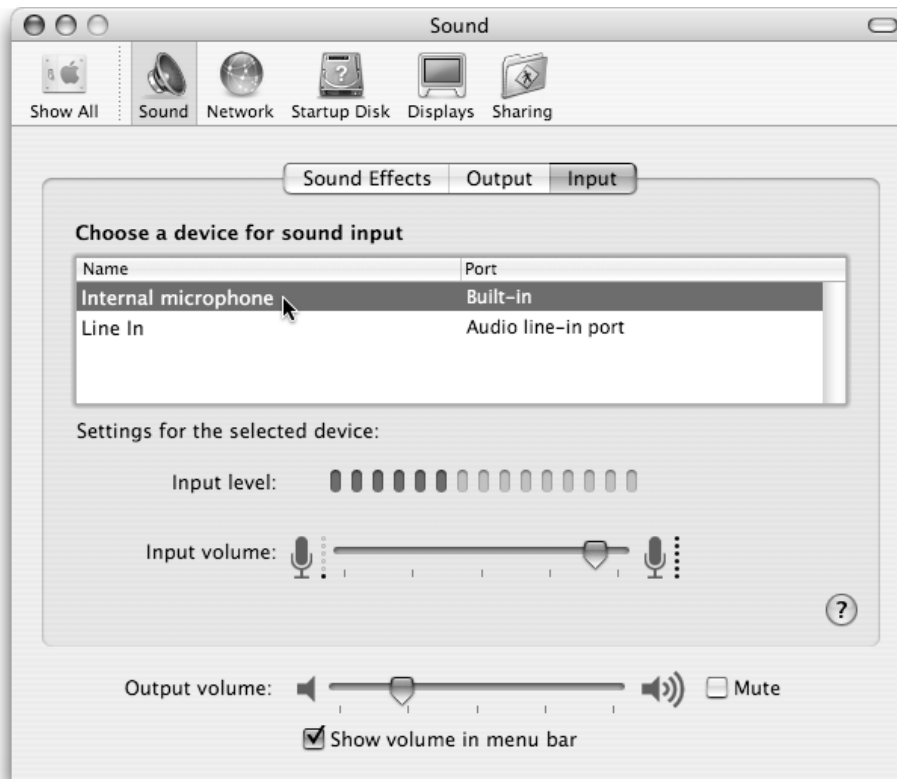 Sound
Show All Sound Network Startup Disk Displays Sharing
Sound Effects Output Input
Choose a device for sound input
Name Port
Internal microphone Built-in
Line In Audio line-in port
Settings for the selected device:
Input level:
Input volume:
?
Output volume: Mute
Show volume in menu bar